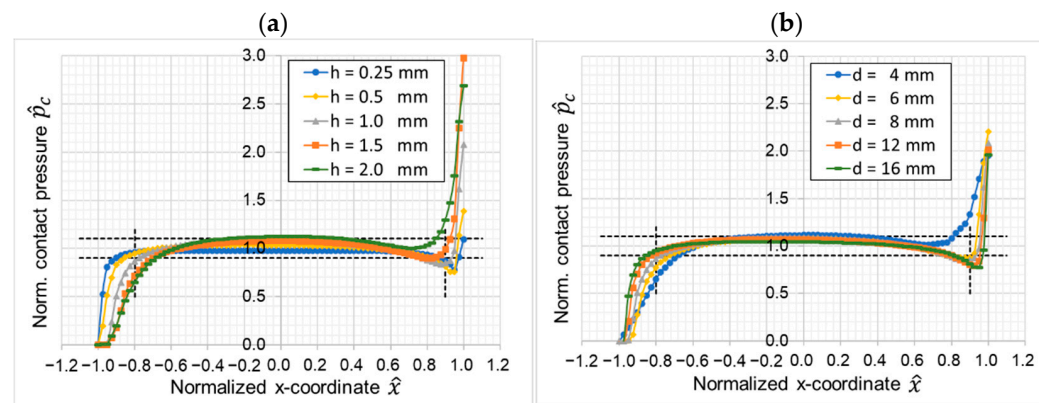 (a)
3.0
2.5
2.0
1.5
1.0
0.5
0.0
−1.2 −1.0 −0.8 −0.6 −0.4 −0.2 0.0 0.2 0.4 0.6 0.8 1.0 1.2
Norm. contact pressure p̂c
Normalized x-coordinate x̂
h = 0.25 mm
h = 0.5 mm
h = 1.0 mm
h = 1.5 mm
h = 2.0 mm
(b)
3.0
2.5
2.0
1.5
1.0
0.5
0.0
−1.2 −1.0 −0.8 −0.6 −0.4 −0.2 0.0 0.2 0.4 0.6 0.8 1.0 1.2
Norm. contact pressure p̂c
Normalized x-coordinate x̂
d = 4 mm
d = 6 mm
d = 8 mm
d = 12 mm
d = 16 mm